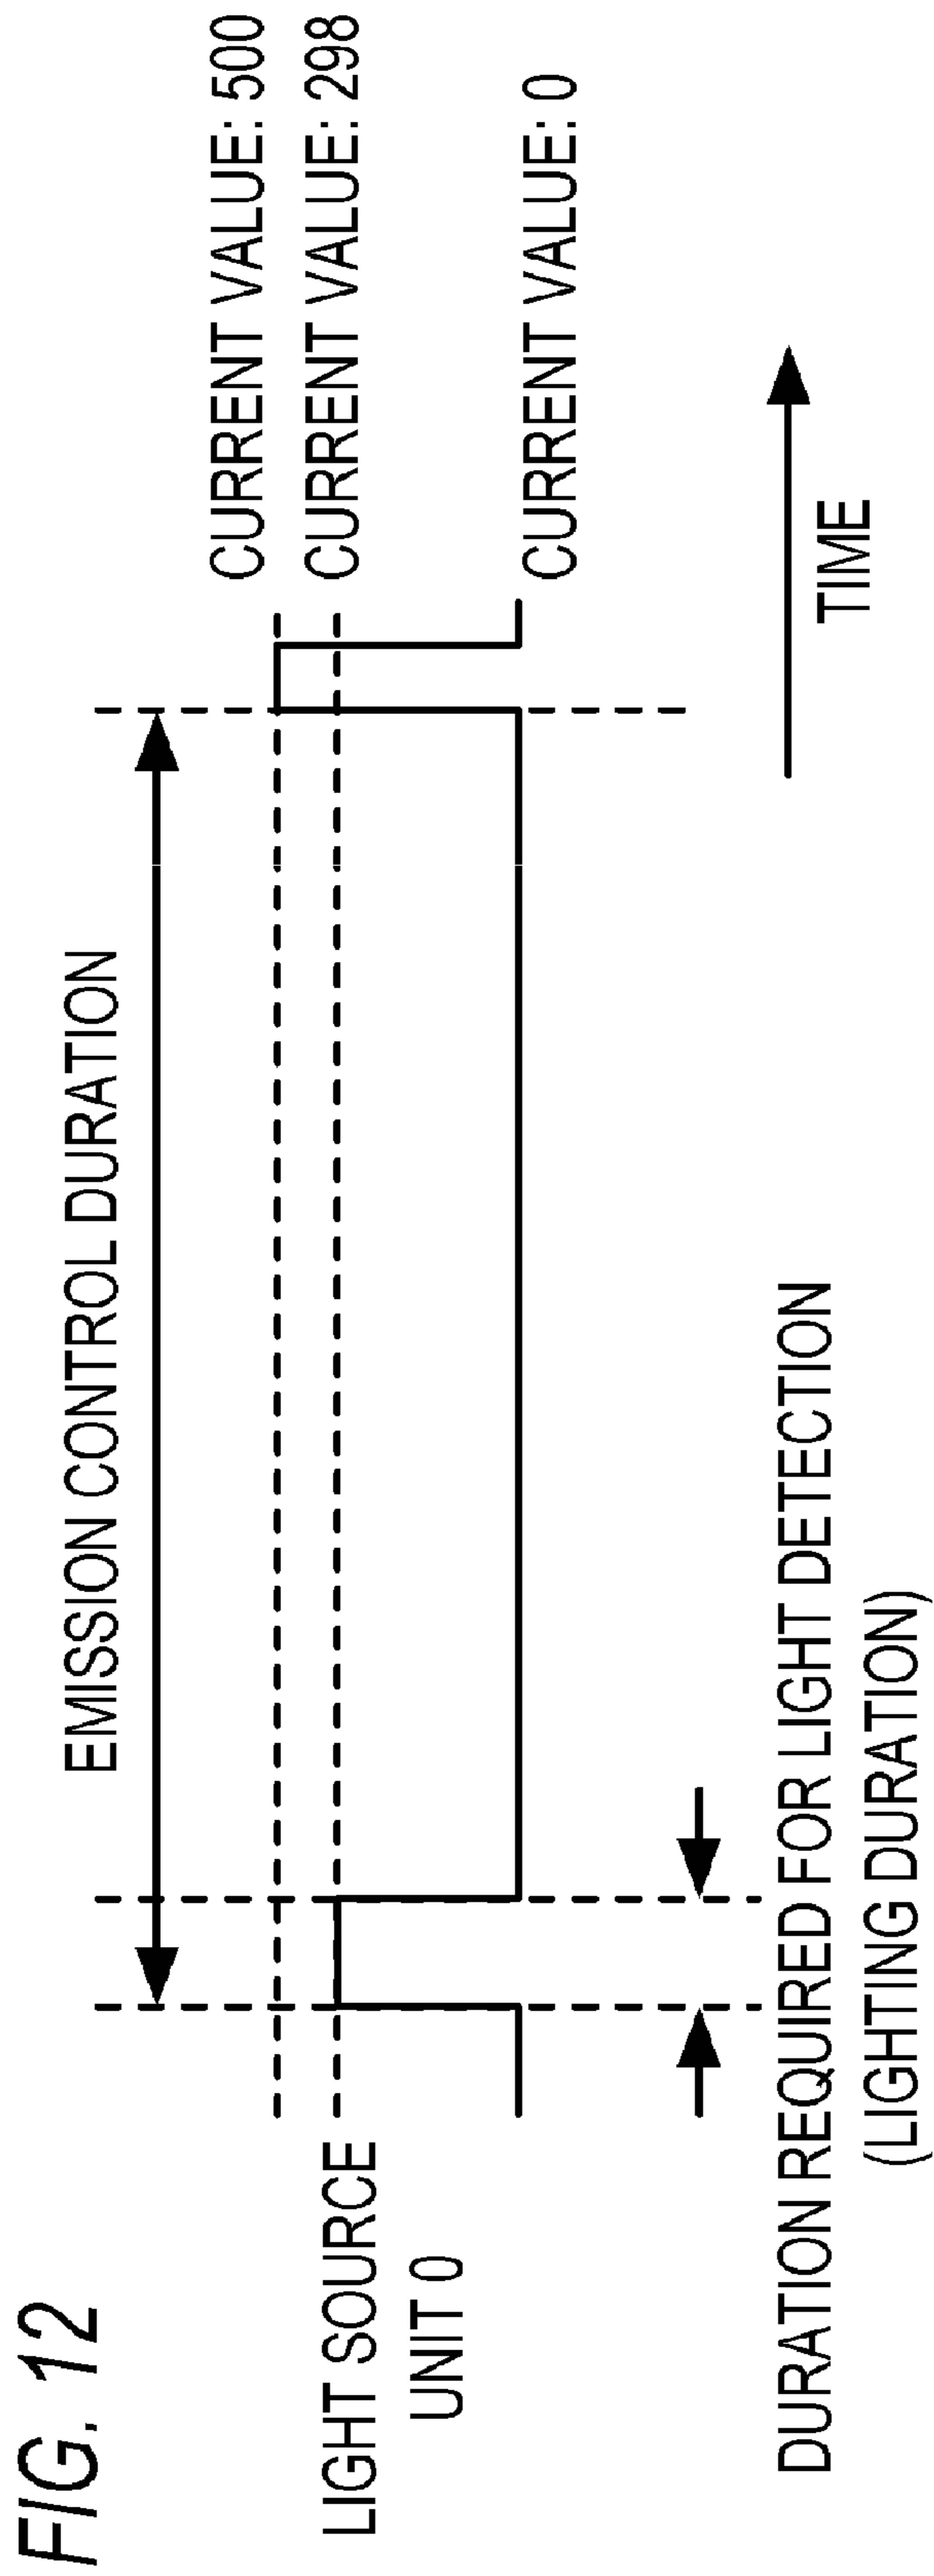 FIG. 12
EMISSION CONTROL DURATION
CURRENT VALUE: 500
CURRENT VALUE: 298
LIGHT SOURCE
UNIT 0
CURRENT VALUE: 0
DURATION REQUIRED FOR LIGHT DETECTION
(LIGHTING DURATION)
TIME